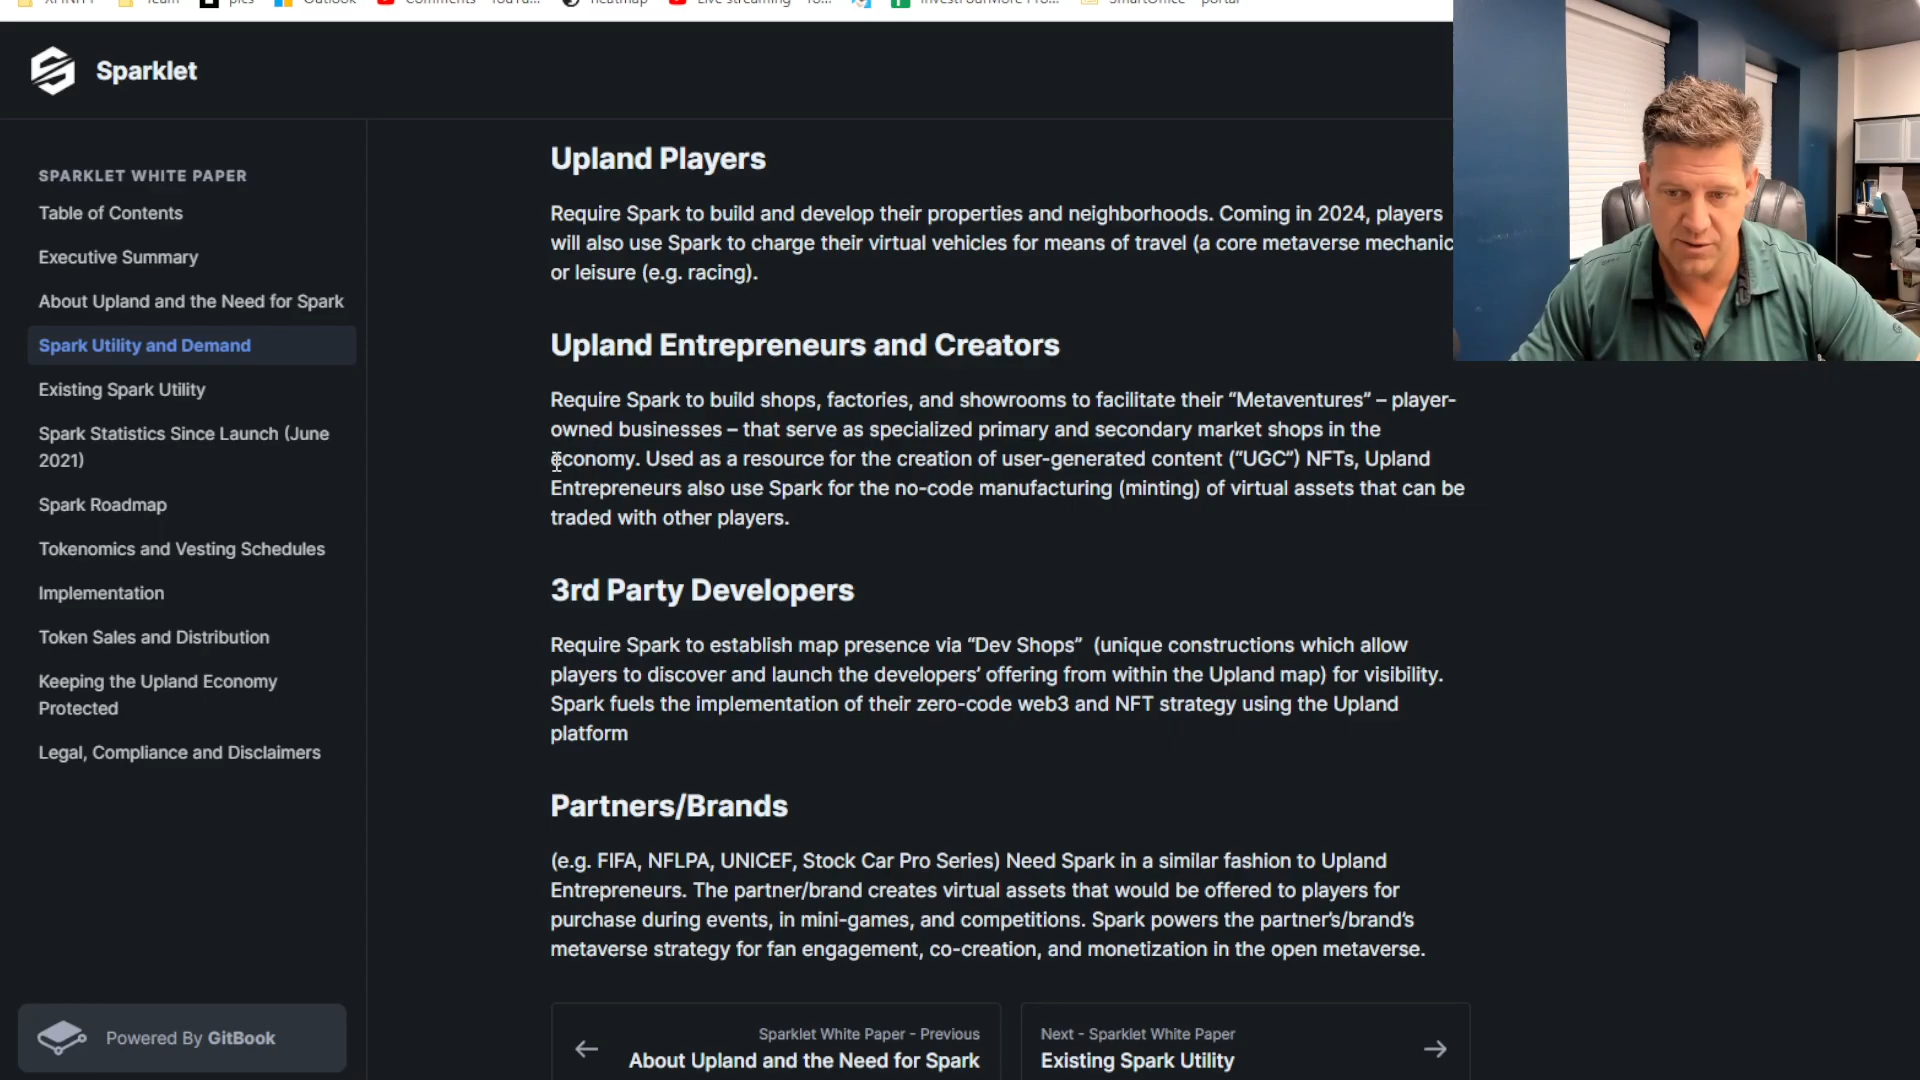 Team
pics
Outlook
heatmap
Sparklet
SPARKLET WHITE PAPER
Table of Contents
Executive Summary
About Upland and the Need for Spark
Spark Utility and Demand
Existing Spark Utility
Spark Statistics Since Launch (June
2021)
Spark Roadmap
Tokenomics and Vesting Schedules
Implementation
Token Sales and Distribution
Keeping the Upland Economy
Protected
Legal, Compliance and Disclaimers
Powered By GitBook
Upland Players
Require Spark to build and develop their properties and neighborhoods. Coming in 2024, players
will also use Spark to charge their virtual vehicles for means of travel (a core metaverse mechanic
or leisure (e.g. racing).
Upland Entrepreneurs and Creators
Require Spark to build shops, factories, and showrooms to facilitate their “Metaventures” – player-
owned businesses – that serve as specialized primary and secondary market shops in the
economy. Used as a resource for the creation of user-generated content (“UGC”) NFTs, Upland
Entrepreneurs also use Spark for the no-code manufacturing (minting) of virtual assets that can be
traded with other players.
3rd Party Developers
Require Spark to establish map presence via “Dev Shops” (unique constructions which allow
players to discover and launch the developers’ offering from within the Upland map) for visibility.
Spark fuels the implementation of their zero-code web3 and NFT strategy using the Upland
platform
Partners/Brands
(e.g. FIFA, NFLPA, UNICEF, Stock Car Pro Series) Need Spark in a similar fashion to Upland
Entrepreneurs. The partner/brand creates virtual assets that would be offered to players for
purchase during events, in mini-games, and competitions. Spark powers the partner’s/brand’s
metaverse strategy for fan engagement, co-creation, and monetization in the open metaverse.
Sparklet White Paper - Previous
About Upland and the Need for Spark
Next - Sparklet White Paper
Existing Spark Utility